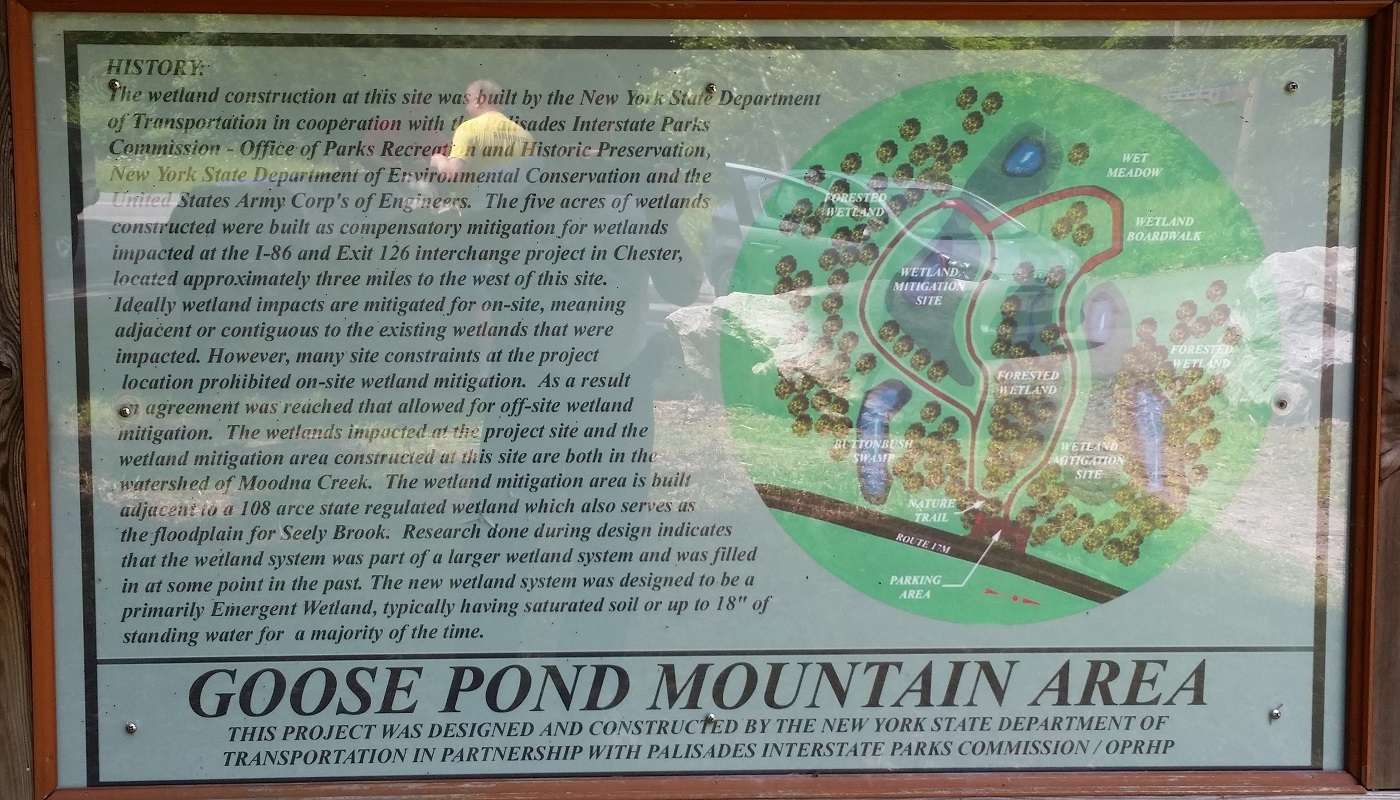 HISTORY:
The wetland construction at this site was built by the New York State Department
of Transportation in cooperation with the Palisades Interstate Parks
Commission - Office of Parks Recreation and Historic Preservation,
New York State Department of Environmental Conservation and the
United States Army Corp's of Engineers. The five acres of wetlands
constructed were built as compensatory mitigation for wetlands
impacted at the I-86 and Exit 126 interchange project in Chester,
located approximately three miles to the west of this site.
Ideally wetland impacts are mitigated for on-site, meaning
adjacent or contiguous to the existing wetlands that were
impacted. However, many site constraints at the project
location prohibited on-site wetland mitigation. As a result
an agreement was reached that allowed for off-site wetland
mitigation. The wetlands impacted at the project site and the
wetland mitigation area constructed at this site are both in the
watershed of Moodna Creek. The wetland mitigation area is built
adjacent to a 108 arce state regulated wetland which also serves as
the floodplain for Seely Brook. Research done during design indicates
that the wetland system was part of a larger wetland system and was filled
in at some point in the past. The new wetland system was designed to be a
primarily Emergent Wetland, typically having saturated soil or up to 18" of
standing water for a majority of the time.
WET
MEADOW
FORESTED
WETLAND
WETLAND
BOARDWALK
WETLAND
MITIGATION
SITE
FORESTED
WETLAND
FORESTED
WETLAND
BUTTONBUSH
SWAMP
WETLAND
MITIGATION
SITE
NATURE
TRAIL
ROUTE 17M
PARKING
AREA
GOOSE POND MOUNTAIN AREA
THIS PROJECT WAS DESIGNED AND CONSTRUCTED BY THE NEW YORK STATE DEPARTMENT OF
TRANSPORTATION IN PARTNERSHIP WITH PALISADES INTERSTATE PARKS COMMISSION / OPRHP